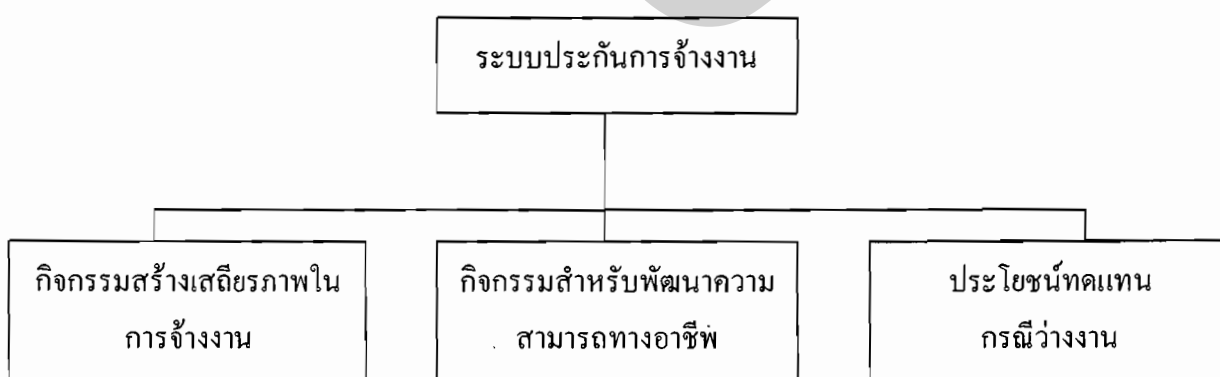 ระบบประกันการจ้างงาน
กิจกรรมสร้างเสถียรภาพใน
การจ้างงาน
กิจกรรมสำหรับพัฒนาความ
สามารถทางอาชีพ
ประโยชน์ทดแทน
กรณีว่างงาน